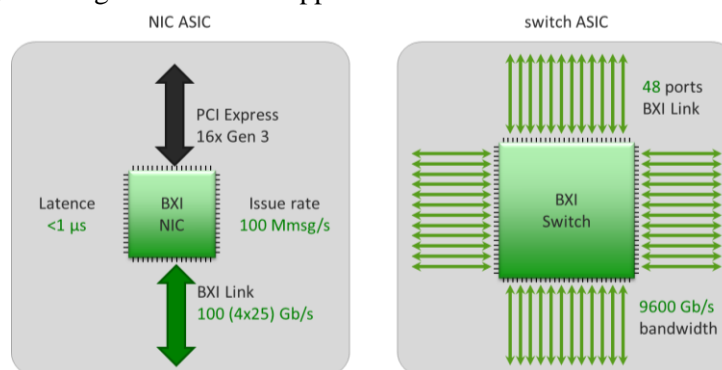 NIC ASIC
PCI Express
16x Gen 3
Latence
<1 µs
BXI
NIC
Issue rate
100 Mmsg/s
BXI Link
100 (4x25) Gb/s
switch ASIC
48 ports
BXI Link
BXI
Switch
9600 Gb/s
bandwidth